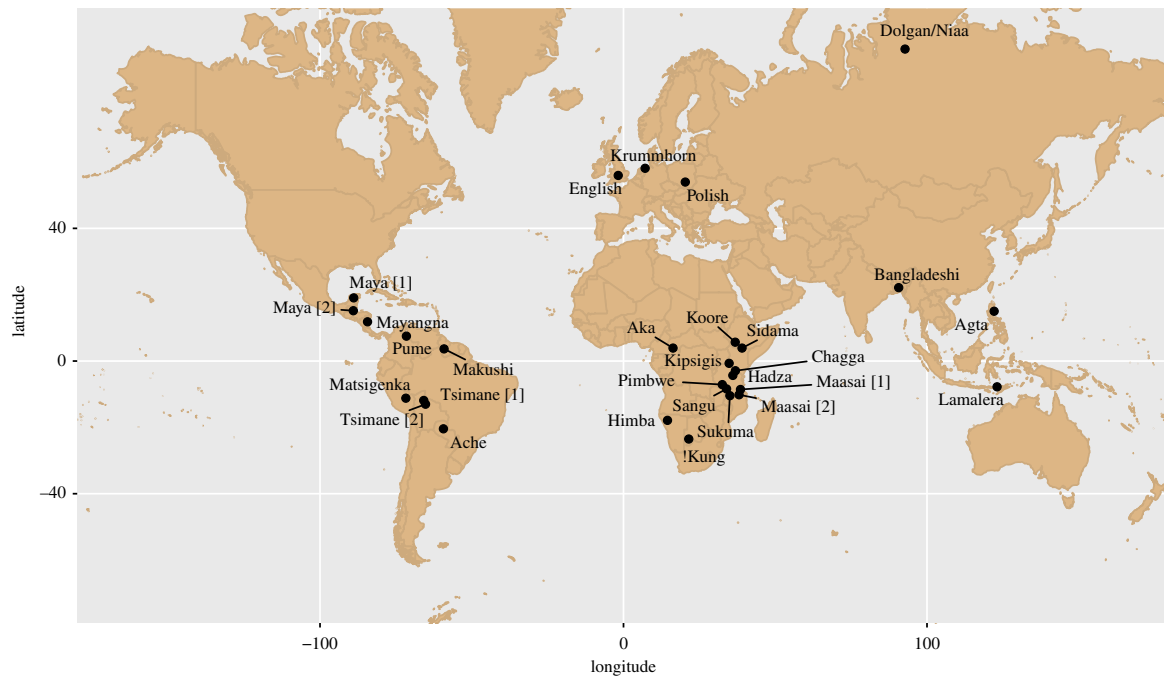 Dolgan/Niaa
Krummhorn
English
Polish
40
Bangladeshi
Maya [1]
Maya [2]
Agta
Mayangna
Koore
Sidama
Aka
Pume
latitude
0
Makushi
Kipsigis
Chagga
Hadza
Matsigenka
Tsimane [1]
Pimbwe
Maasai [1]
Lamalera
Sangu
Maasai [2]
Tsimane [2]
Himba
Sukuma
Ache
!Kung
−40
−100
0
100
longitude